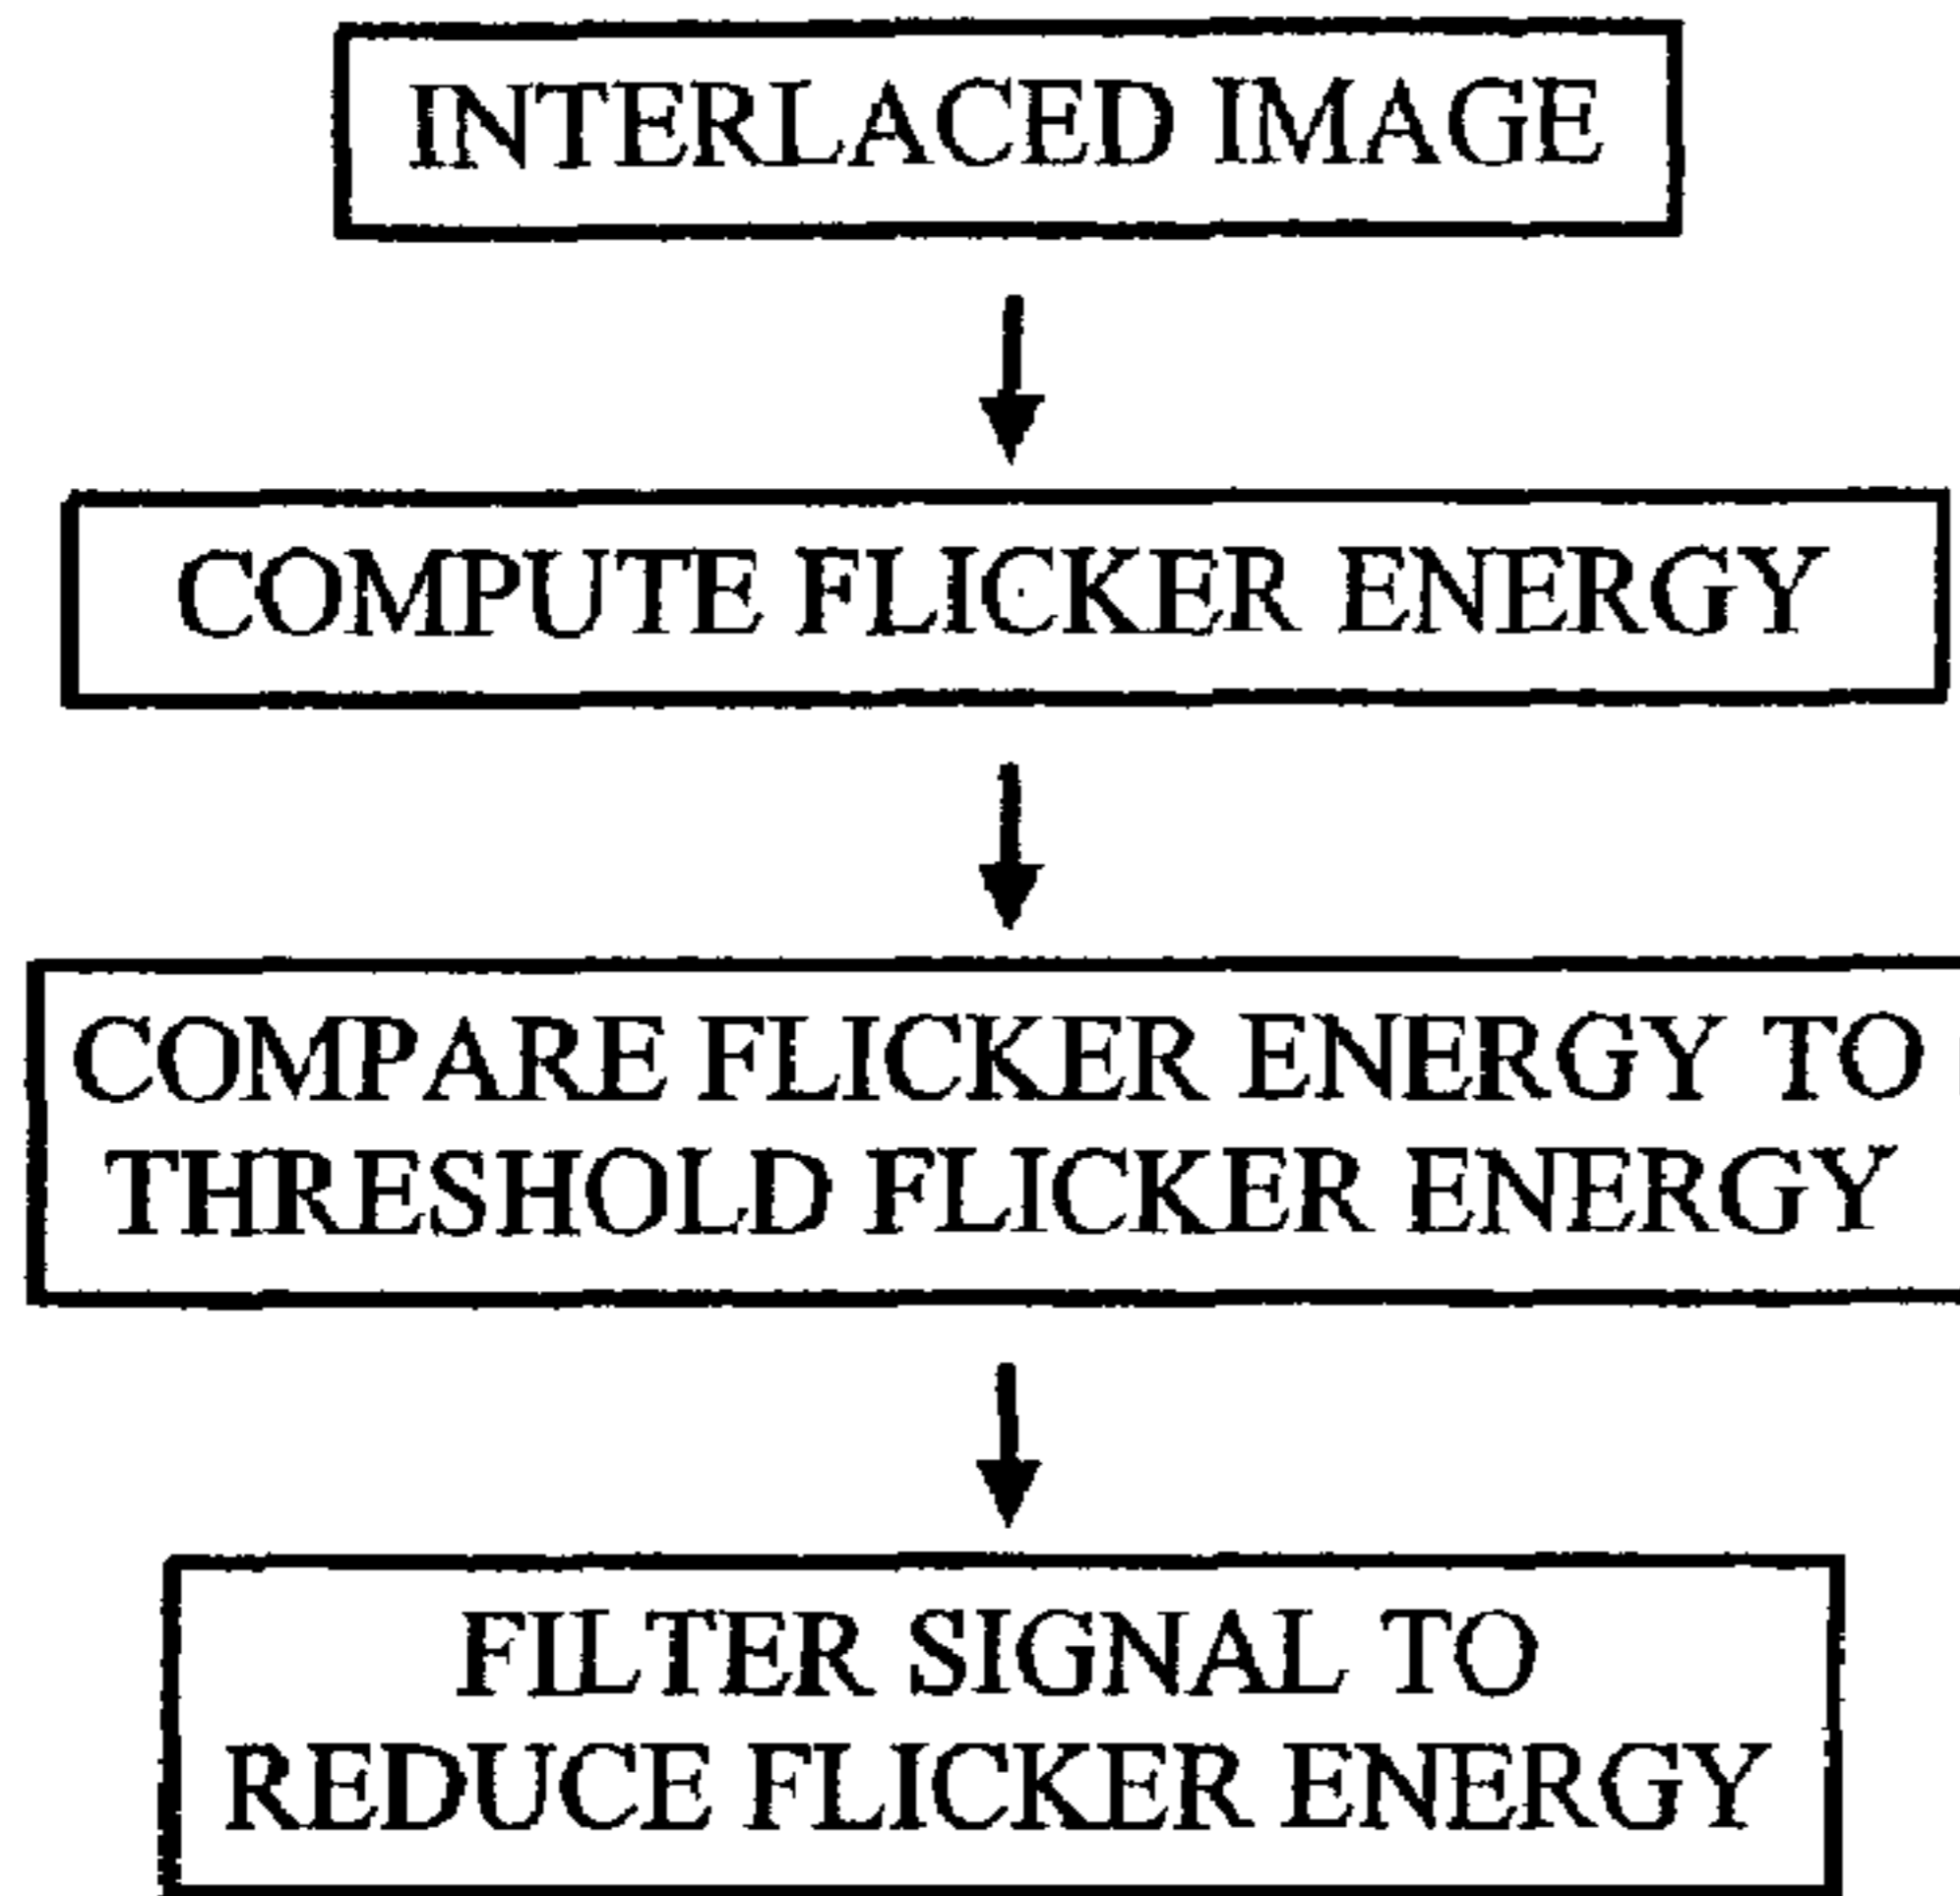 INTERLACED IMAGE
COMPUTE FLICKER ENERGY
COMPARE FLICKER ENERGY TO
THRESHOLD FLICKER ENERGY
FILTER SIGNAL TO
REDUCE FLICKER ENERGY